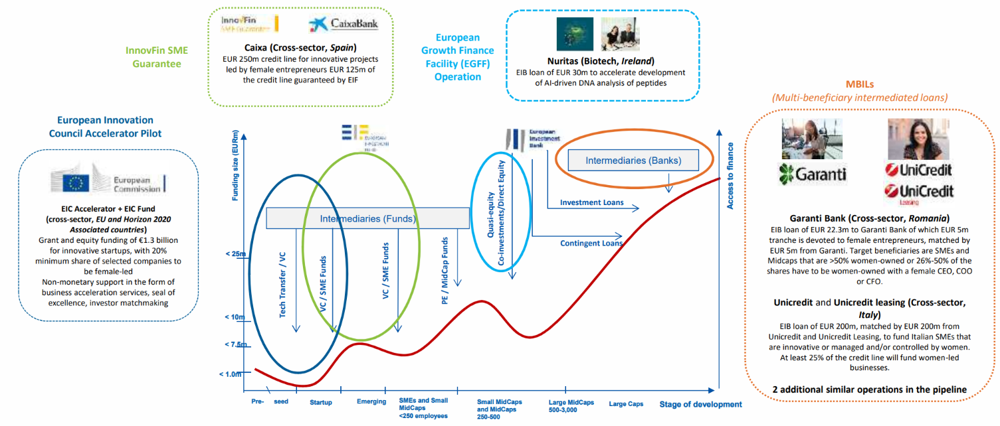 InnovFin
SME Guarantee
CaixaBank
InnovFin SME
Guarantee
Caixa (Cross-sector, Spain)
EUR 250m credit line for innovative projects
led by female entrepreneurs EUR 125m of
the credit line guaranteed by EIF
European
Growth Finance
Facility (EGFF)
Operation
Nuritas (Biotech, Ireland)
EIB loan of EUR 30m to accelerate development
of AI-driven DNA analysis of peptides
MBILs
(Multi-beneficiary intermediated loans)
European Innovation
Council Accelerator Pilot
European
Commission
EIC Accelerator + EIC Fund
(cross-sector, EU and Horizon 2020
Associated countries)
Grant and equity funding of €1.3 billion
for innovative startups, with 20%
minimum share of selected companies to
be female-led
Non-monetary support in the form of
business acceleration services, seal of
excellence, investor matchmaking
Funding size (EURm)
EUROPEAN
INVESTMENT
FUND
European
Investment
Bank
Intermediaries (Banks)
Access to finance
Intermediaries (Funds)
Quasi-equity
Co-investments/Direct Equity
Investment Loans
Contingent Loans
< 25m
< 10m
< 7.5m
< 1.0m
Tech Transfer / VC
VC / SME Funds
VC / SME Funds
PE / MidCap Funds
Pre- seed
Startup
Emerging
SMEs and Small
MidCaps
<250 employees
Small MidCaps
and MidCaps
250-500
Large MidCaps
500-3,000
Large Caps
Stage of development
Garanti
UniCredit
UniCredit
Leasing
Garanti Bank (Cross-sector, Romania)
EIB loan of EUR 22.3m to Garanti Bank of which EUR 5m
tranche is devoted to female entrepreneurs, matched by
EUR 5m from Garanti. Target beneficiaries are SMEs and
Midcaps that are >50% women-owned or 26%-50% of the
shares have to be women-owned with a female CEO, COO
or CFO.
Unicredit and Unicredit leasing (Cross-sector,
Italy)
EIB loan of EUR 200m, matched by EUR 200m from
Unicredit and Unicredit Leasing, to fund Italian SMEs that
are innovative or managed and/or controlled by women.
At least 25% of the credit line will fund women-led
businesses.
2 additional similar operations in the pipeline